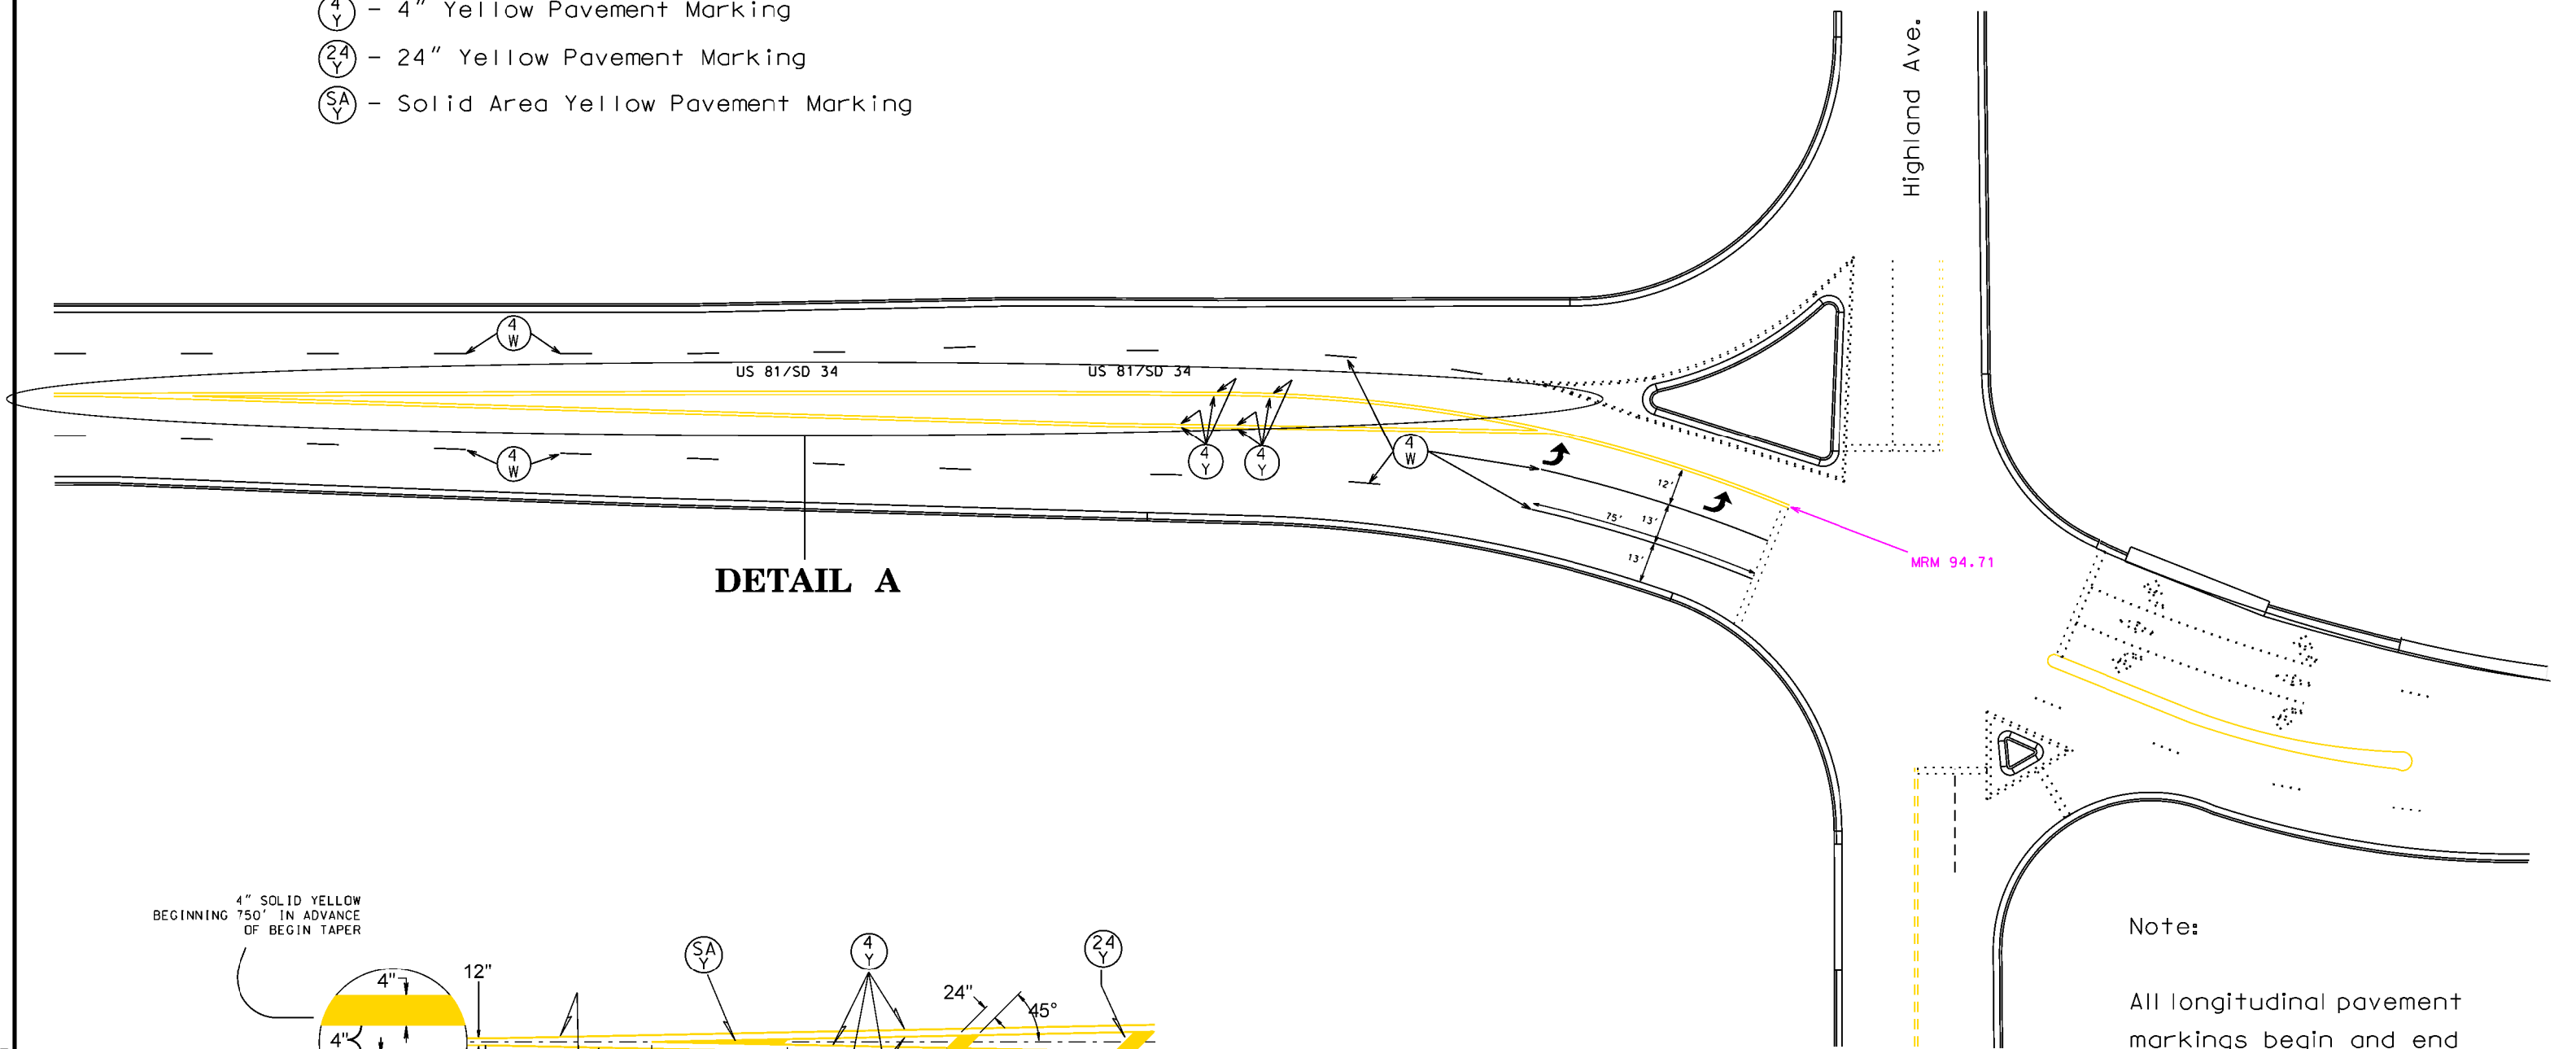 4 Y - 4" Yellow Pavement Marking
24 Y - 24" Yellow Pavement Marking
SA Y - Solid Area Yellow Pavement Marking
Highland Ave.
4 W
US 81/SD 34
US 81/SD 34
4 W
4 Y
4 Y
4 W
12'
75'
13'
13'
MRM 94.71
DETAIL A
4" SOLID YELLOW
BEGINNING 750' IN ADVANCE
OF BEGIN TAPER
4"
12"
4"
SA Y
4 Y
24"
45°
24 Y
Note:
All longitudinal pavement
markings begin and end